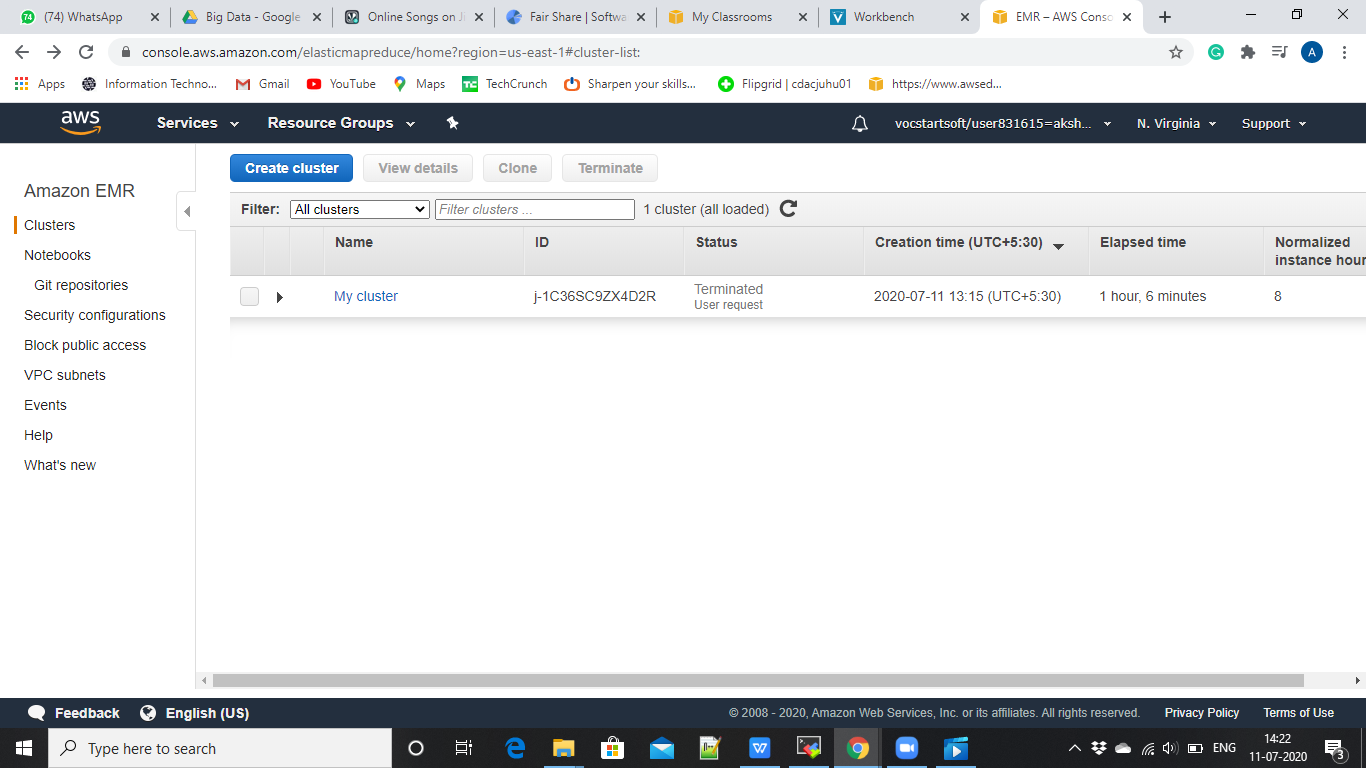 (74) WhatsApp
Big Data - Google
Online Songs on Ji
Fair Share | Softwa
My Classrooms
Workbench
EMR – AWS Conso
console.aws.amazon.com/elasticmapreduce/home?region=us-east-1#cluster-list:
A
Apps
Information Techno...
Gmail
YouTube
Maps
TC
TechCrunch
Sharpen your skills...
Flipgrid | cdacjuhu01
https://www.awsed...
aws
Services
Resource Groups
vocstartsoft/user831615=aksh...
N. Virginia
Support
Amazon EMR
Clusters
Notebooks
Git repositories
Security configurations
Block public access
VPC subnets
Events
Help
What's new
Create cluster
View details
Clone
Terminate
Filter:
All clusters
Filter clusters ...
1 cluster (all loaded)
Name
ID
Status
Creation time (UTC+5:30)
Elapsed time
Normalized
instance hour
My cluster
j-1C36SC9ZX4D2R
Terminated
User request
2020-07-11 13:15 (UTC+5:30)
1 hour, 6 minutes
8
Feedback
English (US)
© 2008 - 2020, Amazon Web Services, Inc. or its affiliates. All rights reserved.
Privacy Policy
Terms of Use
Type here to search
ENG
14:22
11-07-2020
3